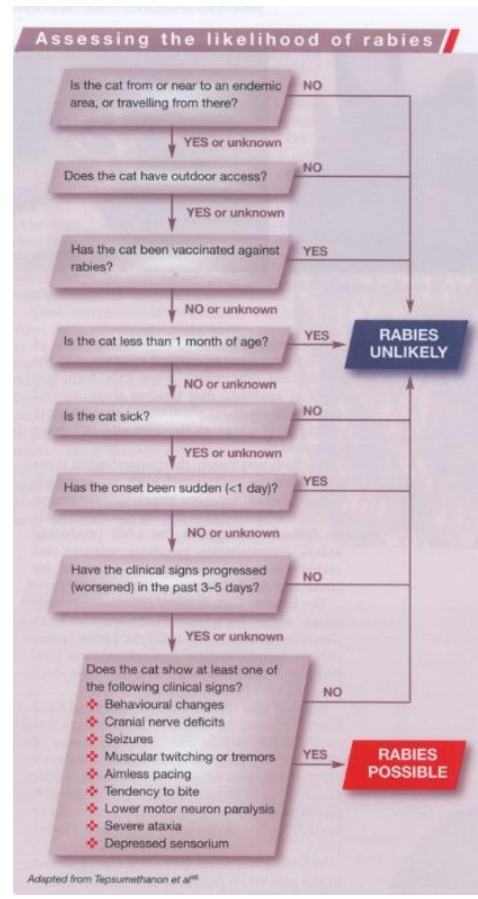 Assessing the likelihood of rabies
Is the cat from or near to an endemic
area, or travelling from there?
NO
YES or unknown
Does the cat have outdoor access?
NO
YES or unknown
Has the cat been vaccinated against
rabies?
YES
NO or unknown
Is the cat less than 1 month of age?
YES
RABIES
UNLIKELY
NO or unknown
Is the cat sick?
NO
YES or unknown
Has the onset been sudden (<1 day)?
YES
NO or unknown
Have the clinical signs progressed
(worsened) in the past 3–5 days?
NO
YES or unknown
Does the cat show at least one of
the following clinical signs?
❖ Behavioural changes
❖ Cranial nerve deficits
❖ Seizures
❖ Muscular twitching or tremors
❖ Aimless pacing
❖ Tendency to bite
❖ Lower motor neuron paralysis
❖ Severe ataxia
❖ Depressed sensorium
NO
YES
RABIES
POSSIBLE
Adapted from Tepsumethanon et al